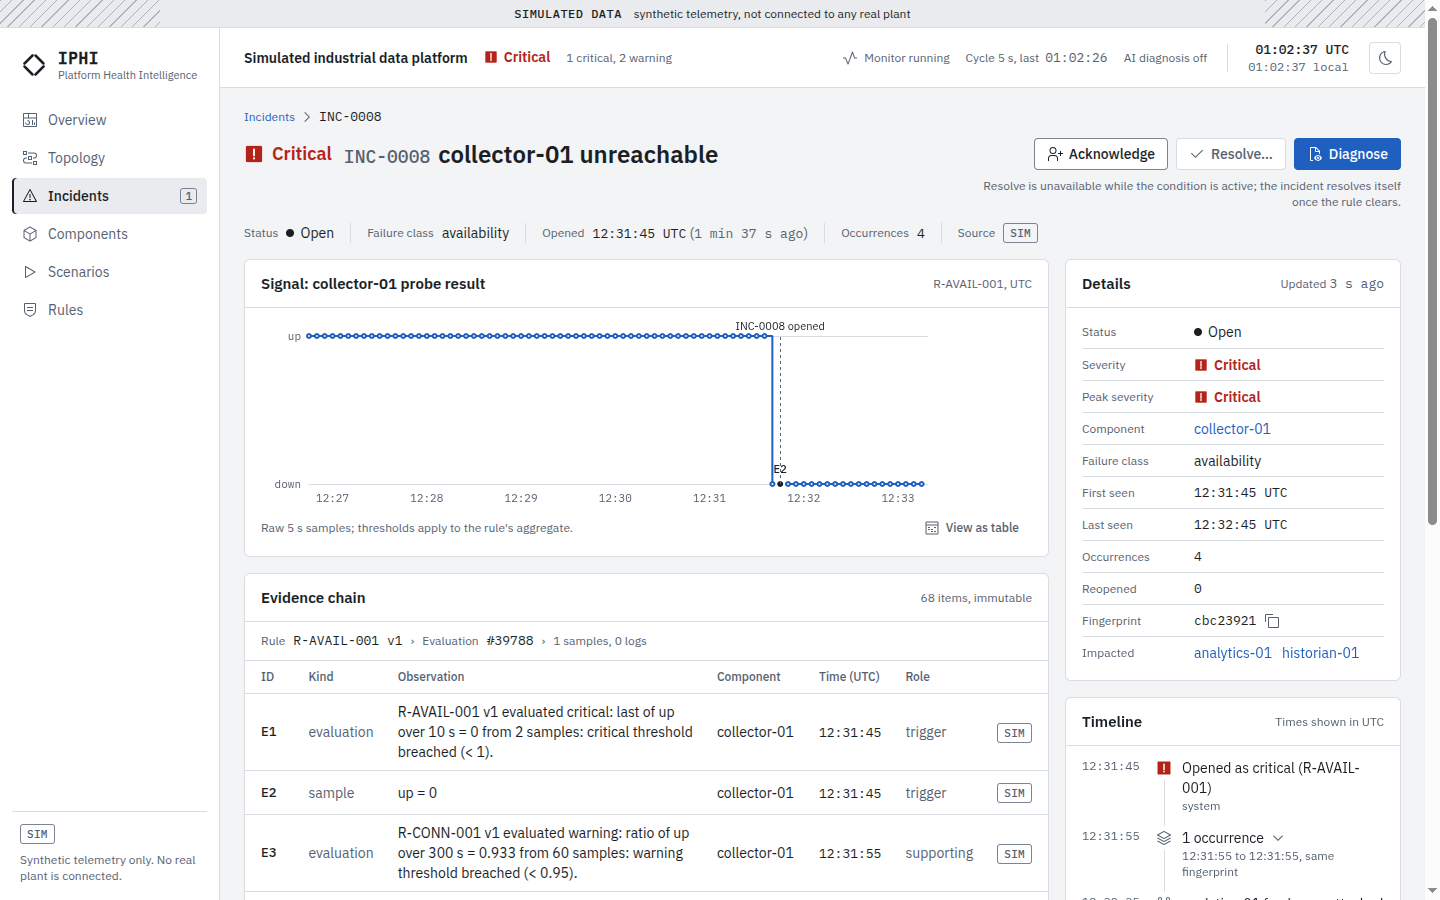 SIMULATED DATA synthetic telemetry, not connected to any real plant
IPHI
Platform Health Intelligence
Overview
Topology
Incidents 1
Components
Scenarios
Rules
SIM
Synthetic telemetry only. No real
plant is connected.
Simulated industrial data platform Critical 1 critical, 2 warning
Monitor running Cycle 5 s, last 01:02:26 AI diagnosis off
01:02:37 UTC
01:02:37 local
Incidents > INC-0008
Critical INC-0008 collector-01 unreachable
Acknowledge Resolve... Diagnose
Resolve is unavailable while the condition is active; the incident resolves itself
once the rule clears.
Status Open Failure class availability Opened 12:31:45 UTC (1 min 37 s ago) Occurrences 4 Source SIM
Signal: collector-01 probe result R-AVAIL-001, UTC
INC-0008 opened
up
E2
down
12:27 12:28 12:29 12:30 12:31 12:32 12:33
Raw 5 s samples; thresholds apply to the rule's aggregate. View as table
Evidence chain 68 items, immutable
Rule R-AVAIL-001 v1 › Evaluation #39788 › 1 samples, 0 logs
ID Kind Observation Component Time (UTC) Role
R-AVAIL-001 v1 evaluated critical: last of up
E1 evaluation over 10 s = 0 from 2 samples: critical threshold collector-01 12:31:45 trigger SIM
breached (< 1).
E2 sample up = 0 collector-01 12:31:45 trigger SIM
R-CONN-001 v1 evaluated warning: ratio of up
E3 evaluation over 300 s = 0.933 from 60 samples: warning collector-01 12:31:55 supporting SIM
threshold breached (< 0.95).
Details Updated 3 s ago
Status Open
Severity Critical
Peak severity Critical
Component collector-01
Failure class availability
First seen 12:31:45 UTC
Last seen 12:32:45 UTC
Occurrences 4
Reopened 0
Fingerprint cbc23921
Impacted analytics-01 historian-01
Timeline Times shown in UTC
12:31:45 Opened as critical (R-AVAIL-
001)
system
12:31:55 1 occurrence
12:31:55 to 12:31:55, same
fingerprint